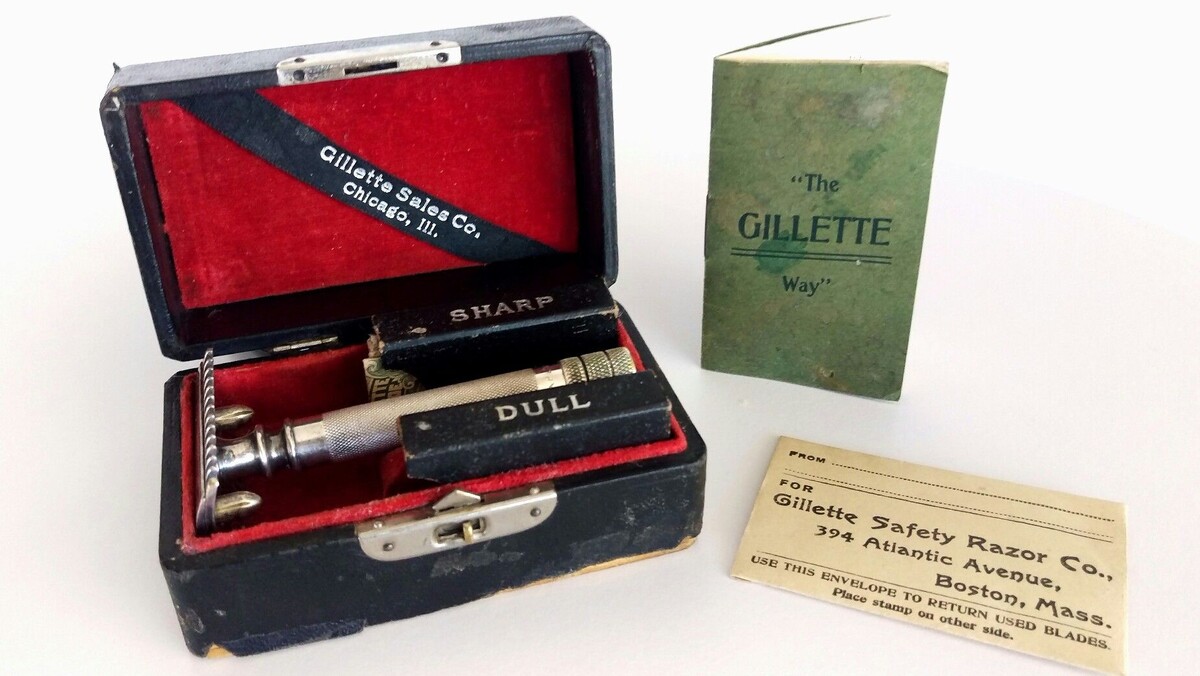 Gillette Sales Co.
Chicago, Ill.
SHARP
DULL
"The
GILLETTE
Way"
FROM
FOR
Gillette Safety Razor Co.,
394 Atlantic Avenue,
Boston, Mass.
USE THIS ENVELOPE TO RETURN USED BLADES.
Place stamp on other side.